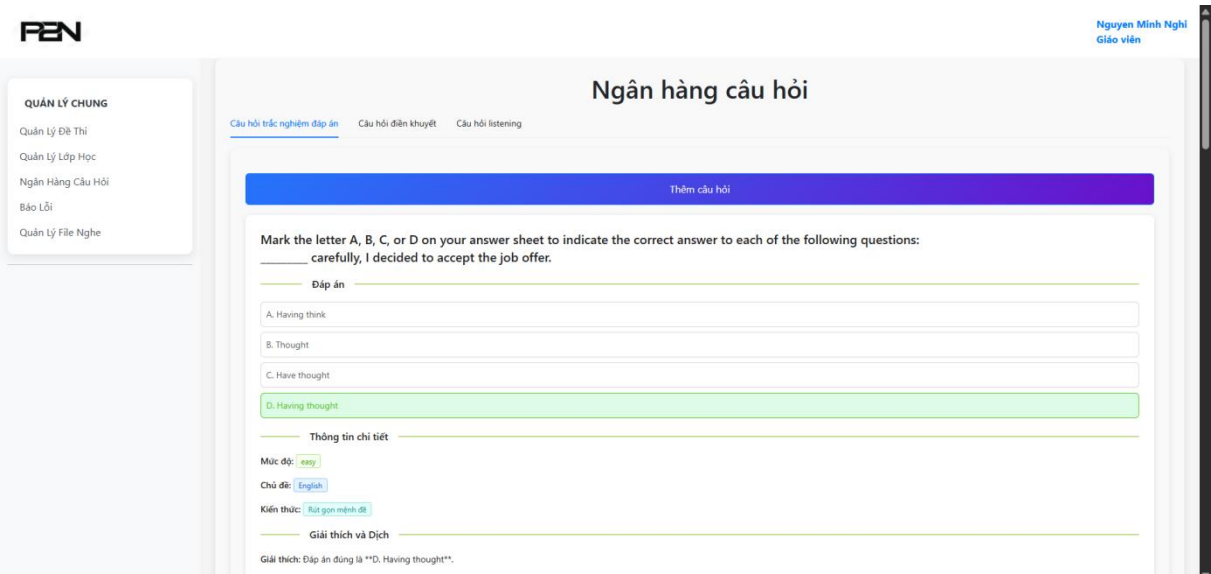 PEN
Nguyen Minh Nghi
Giáo viên
QUẢN LÝ CHUNG
Quản Lý Đề Thi
Quản Lý Lớp Học
Ngân Hàng Câu Hỏi
Báo Lỗi
Quản Lý File Nghe
Ngân hàng câu hỏi
Câu hỏi trắc nghiệm đáp án Câu hỏi điền khuyết Câu hỏi listening
Thêm câu hỏi
Mark the letter A, B, C, or D on your answer sheet to indicate the correct answer to each of the following questions:
________ carefully, I decided to accept the job offer.
Đáp án
A. Having think
B. Thought
C. Have thought
D. Having thought
Thông tin chi tiết
Mức độ: easy
Chủ đề: English
Kiến thức: Rút gọn mệnh đề
Giải thích và Dịch
Giải thích: Đáp án đúng là **D. Having thought**.